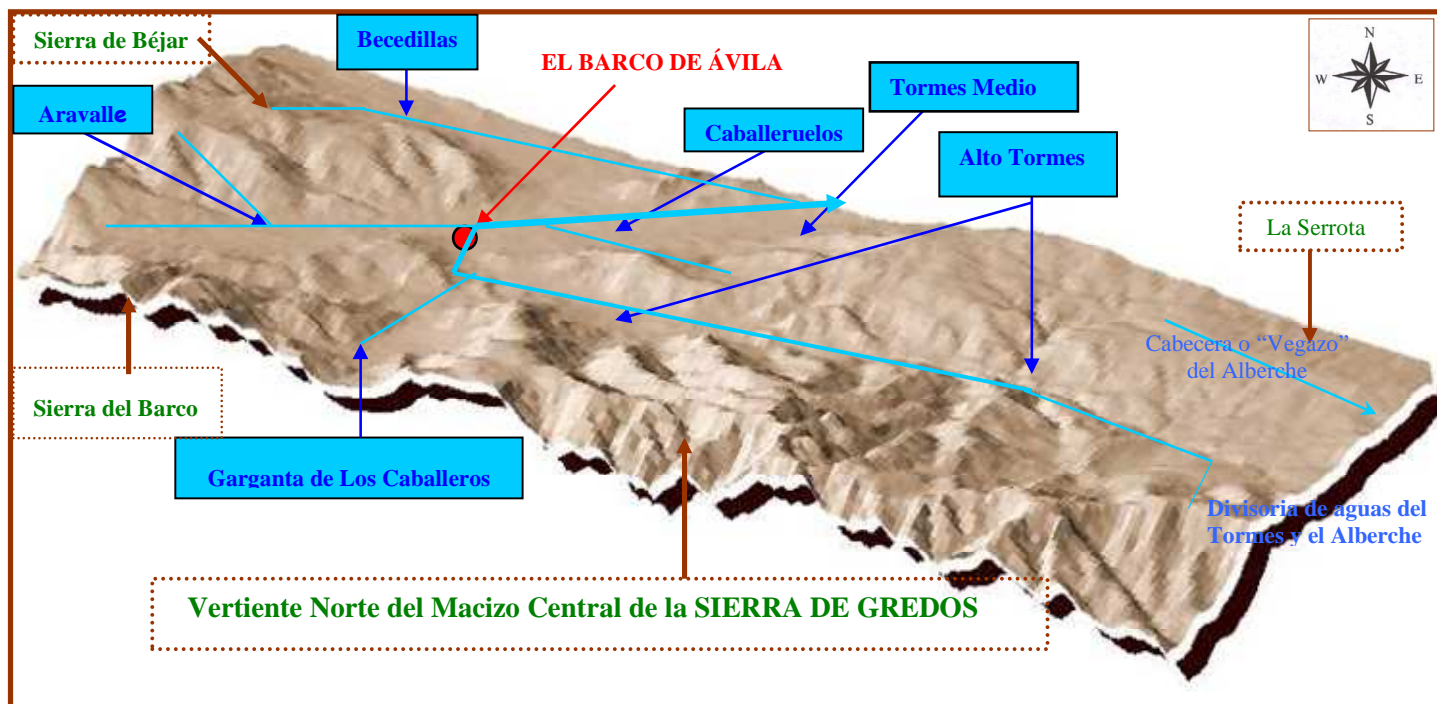 Sierra de Béjar
Becedillas
EL BARCO DE ÁVILA
N
W
E
S
Aravalle
Tormes Medio
Caballeruelos
Alto Tormes
La Serrota
Cabecera o “Vegazo”
del Alberche
Sierra del Barco
Garganta de Los Caballeros
Divisoria de aguas del
Tormes y el Alberche
Vertiente Norte del Macizo Central de la SIERRA DE GREDOS